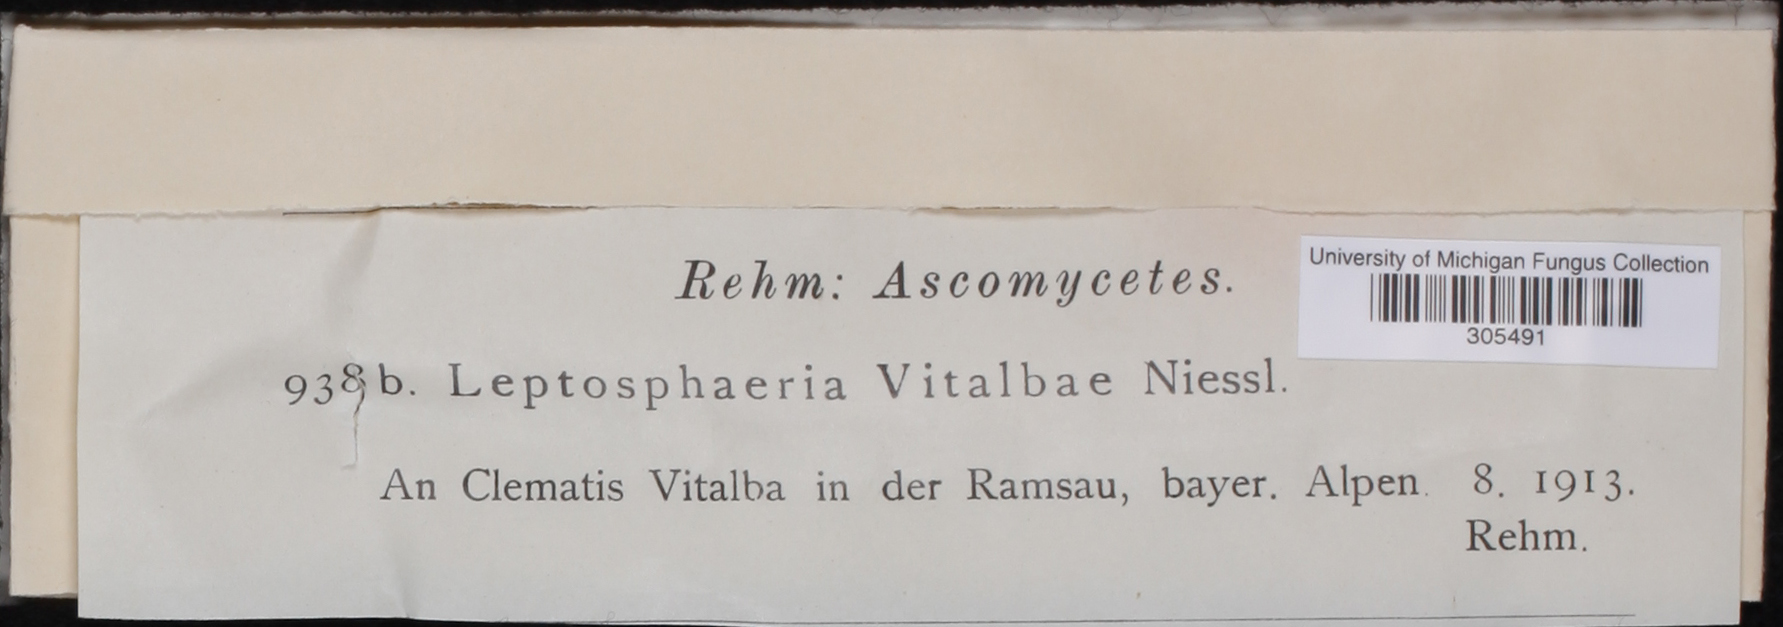 Rehm: Ascomycetes.
University of Michigan Fungus Collection
305491
938 b. Leptosphaeria Vitalbae Niessl.
An Clematis Vitalba in der Ramsau, bayer. Alpen. 8. 1913.
Rehm.